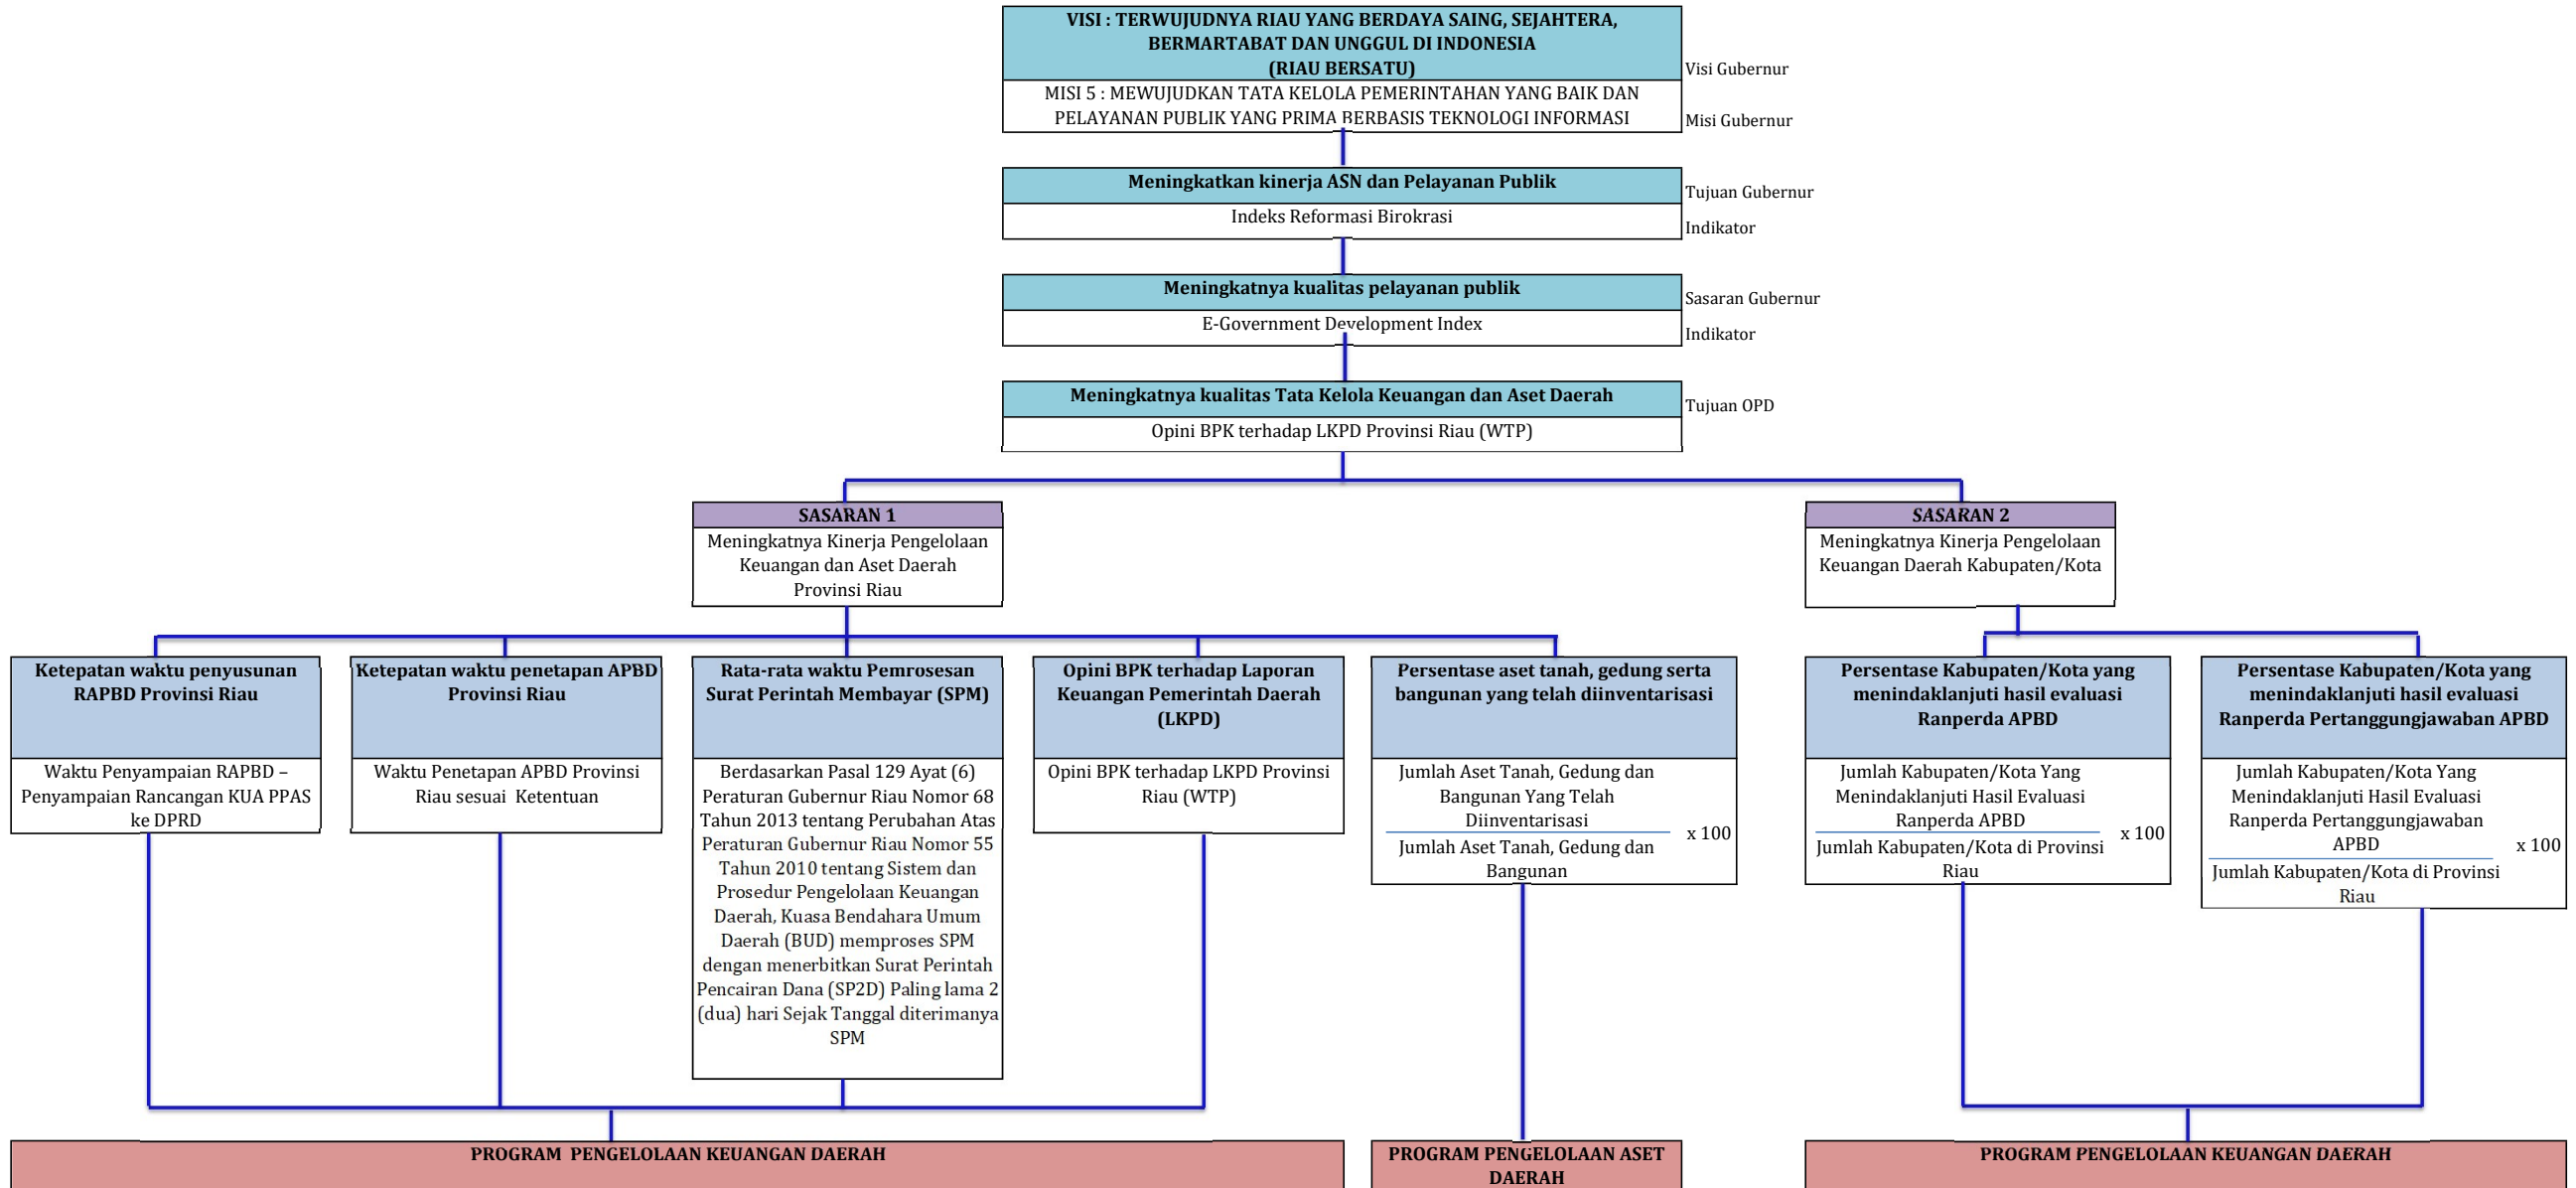 VISI : TERWUJUDNYA RIAU YANG BERDAYA SAING, SEJAHTERA,
BERMARTABAT DAN UNGGUL DI INDONESIA
(RIAU BERSATU)
Visi Gubernur
MISI 5 : MEWUJUDKAN TATA KELOLA PEMERINTAHAN YANG BAIK DAN
PELAYANAN PUBLIK YANG PRIMA BERBASIS TEKNOLOGI INFORMASI
Misi Gubernur
Meningkatkan kinerja ASN dan Pelayanan Publik
Tujuan Gubernur
Indeks Reformasi Birokrasi
Indikator
Meningkatnya kualitas pelayanan publik
Sasaran Gubernur
E-Government Development Index
Indikator
Meningkatnya kualitas Tata Kelola Keuangan dan Aset Daerah
Tujuan OPD
Opini BPK terhadap LKPD Provinsi Riau (WTP)
SASARAN 1
Meningkatnya Kinerja Pengelolaan
Keuangan dan Aset Daerah
Provinsi Riau
SASARAN 2
Meningkatnya Kinerja Pengelolaan
Keuangan Daerah Kabupaten/Kota
Ketepatan waktu penyusunan
RAPBD Provinsi Riau
Waktu Penyampaian RAPBD –
Penyampaian Rancangan KUA PPAS
ke DPRD
Ketepatan waktu penetapan APBD
Provinsi Riau
Waktu Penetapan APBD Provinsi
Riau sesuai Ketentuan
Rata-rata waktu Pemrosesan
Surat Perintah Membayar (SPM)
Berdasarkan Pasal 129 Ayat (6)
Peraturan Gubernur Riau Nomor 68
Tahun 2013 tentang Perubahan Atas
Peraturan Gubernur Riau Nomor 55
Tahun 2010 tentang Sistem dan
Prosedur Pengelolaan Keuangan
Daerah, Kuasa Bendahara Umum
Daerah (BUD) memproses SPM
dengan menerbitkan Surat Perintah
Pencairan Dana (SP2D) Paling lama 2
(dua) hari Sejak Tanggal diterimanya
SPM
Opini BPK terhadap Laporan
Keuangan Pemerintah Daerah
(LKPD)
Opini BPK terhadap LKPD Provinsi
Riau (WTP)
Persentase aset tanah, gedung serta
bangunan yang telah diinventarisasi
Jumlah Aset Tanah, Gedung dan
Bangunan Yang Telah
Diinventarisasi
x 100
Jumlah Aset Tanah, Gedung dan
Bangunan
Persentase Kabupaten/Kota yang
menindaklanjuti hasil evaluasi
Ranperda APBD
Jumlah Kabupaten/Kota Yang
Menindaklanjuti Hasil Evaluasi
Ranperda APBD
x 100
Jumlah Kabupaten/Kota di Provinsi
Riau
Persentase Kabupaten/Kota yang
menindaklanjuti hasil evaluasi
Ranperda Pertanggungjawaban APBD
Jumlah Kabupaten/Kota Yang
Menindaklanjuti Hasil Evaluasi
Ranperda Pertanggungjawaban
APBD
x 100
Jumlah Kabupaten/Kota di Provinsi
Riau
PROGRAM PENGELOLAAN KEUANGAN DAERAH
PROGRAM PENGELOLAAN ASET
DAERAH
PROGRAM PENGELOLAAN KEUANGAN DAERAH